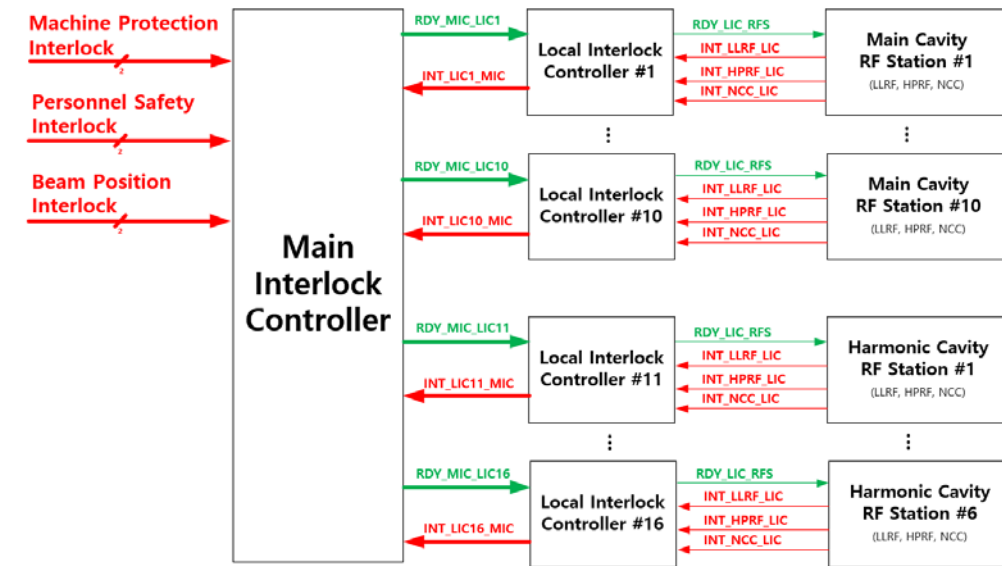 Machine Protection
Interlock
2
Personnel Safety
Interlock
2
Beam Position
Interlock
2
Main
Interlock
Controller
RDY_MIC_LIC1
INT_LIC1_MIC
Local Interlock
Controller #1
RDY_LIC_RFS
INT_LLRF_LIC
INT_HPRF_LIC
INT_NCC_LIC
Main Cavity
RF Station #1
(LLRF, HPRF, NCC)
RDY_MIC_LIC10
INT_LIC10_MIC
Local Interlock
Controller #10
RDY_LIC_RFS
INT_LLRF_LIC
INT_HPRF_LIC
INT_NCC_LIC
Main Cavity
RF Station #10
(LLRF, HPRF, NCC)
RDY_MIC_LIC11
INT_LIC11_MIC
Local Interlock
Controller #11
RDY_LIC_RFS
INT_LLRF_LIC
INT_HPRF_LIC
INT_NCC_LIC
Harmonic Cavity
RF Station #1
(LLRF, HPRF, NCC)
RDY_MIC_LIC16
INT_LIC16_MIC
Local Interlock
Controller #16
RDY_LIC_RFS
INT_LLRF_LIC
INT_HPRF_LIC
INT_NCC_LIC
Harmonic Cavity
RF Station #6
(LLRF, HPRF, NCC)